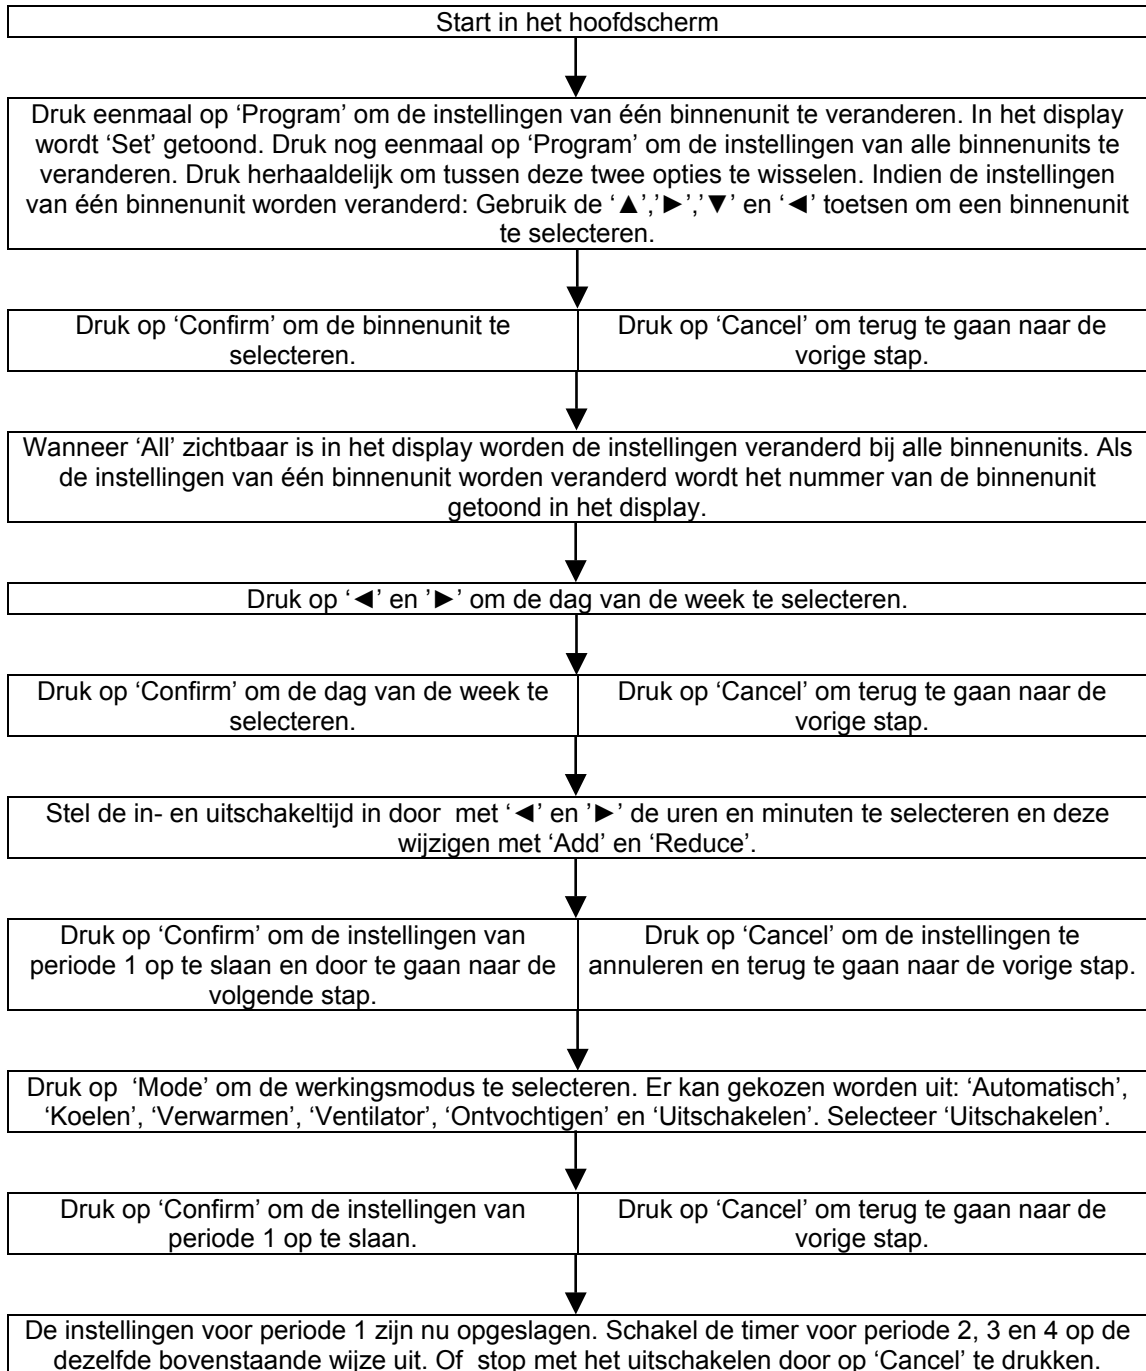 Start in het hoofdscherm
Druk eenmaal op ‘Program’ om de instellingen van één binnenunit te veranderen. In het display
wordt ‘Set’ getoond. Druk nog eenmaal op ‘Program’ om de instellingen van alle binnenunits te
veranderen. Druk herhaaldelijk om tussen deze twee opties te wisselen. Indien de instellingen
van één binnenunit worden veranderd: Gebruik de ‘▲’,’►’,’▼’ en ‘◄’ toetsen om een binnenunit
te selecteren.
Druk op ‘Confirm’ om de binnenunit te
selecteren.
Druk op ‘Cancel’ om terug te gaan naar de
vorige stap.
Wanneer ‘All’ zichtbaar is in het display worden de instellingen veranderd bij alle binnenunits. Als
de instellingen van één binnenunit worden veranderd wordt het nummer van de binnenunit
getoond in het display.
Druk op ‘◄’ en ’►’ om de dag van de week te selecteren.
Druk op ‘Confirm’ om de dag van de week te
selecteren.
Druk op ‘Cancel’ om terug te gaan naar de
vorige stap.
Stel de in- en uitschakeltijd in door  met ‘◄’ en ’►’ de uren en minuten te selecteren en deze
wijzigen met ‘Add’ en ‘Reduce’.
Druk op ‘Confirm’ om de instellingen van
periode 1 op te slaan en door te gaan naar de
volgende stap.
Druk op ‘Cancel’ om de instellingen te
annuleren en terug te gaan naar de vorige stap.
Druk op  ‘Mode’ om de werkingsmodus te selecteren. Er kan gekozen worden uit: ‘Automatisch’,
‘Koelen’, ‘Verwarmen’, ‘Ventilator’, ‘Ontvochtigen’ en ‘Uitschakelen’. Selecteer ‘Uitschakelen’.
Druk op ‘Confirm’ om de instellingen van
periode 1 op te slaan.
Druk op ‘Cancel’ om terug te gaan naar de
vorige stap.
De instellingen voor periode 1 zijn nu opgeslagen. Schakel de timer voor periode 2, 3 en 4 op de
dezelfde bovenstaande wijze uit. Of  stop met het uitschakelen door op ‘Cancel’ te drukken.